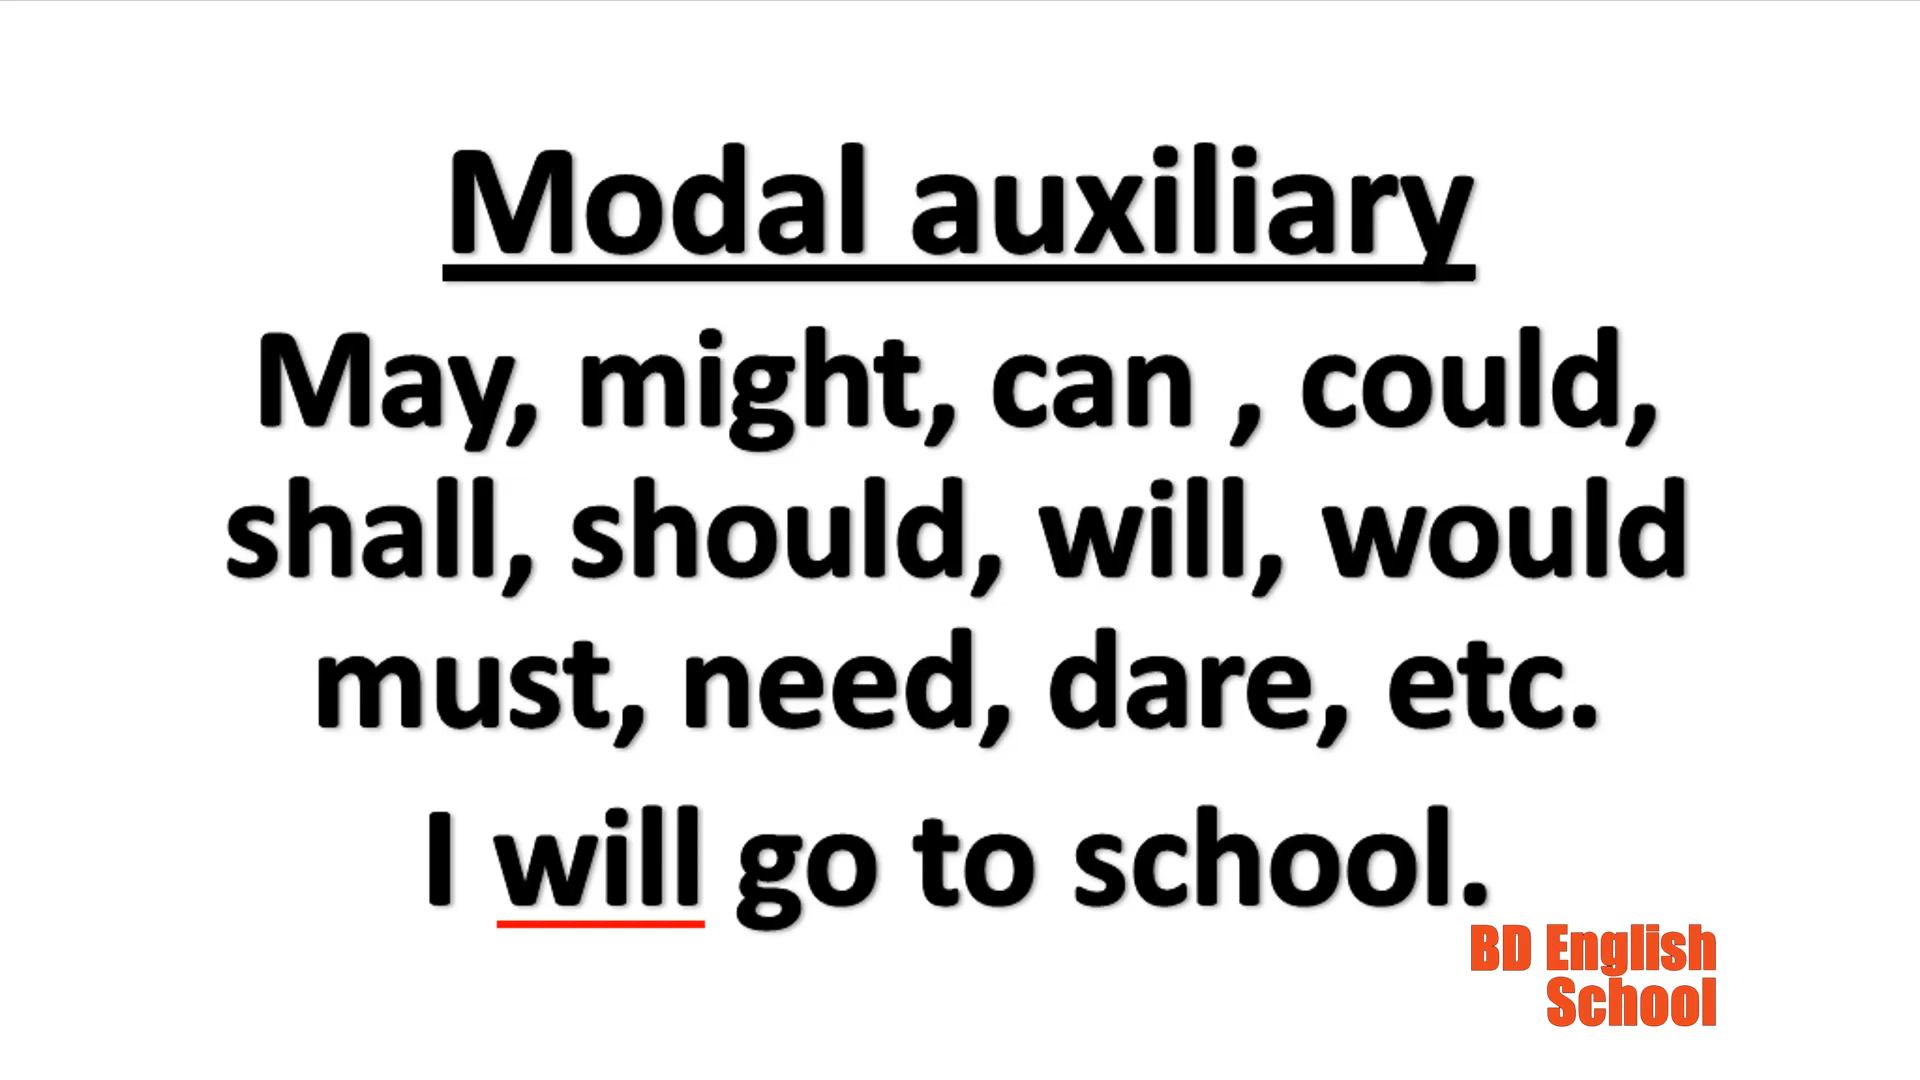 Modal auxiliary
May, might, can , could,
shall, should, will, would
must, need, dare, etc.
I will go to school.
BD English
School